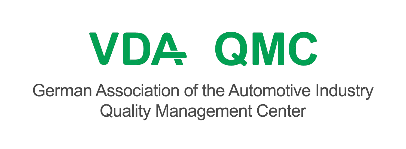 VDA QMC
German Association of the Automotive Industry
Quality Management Center